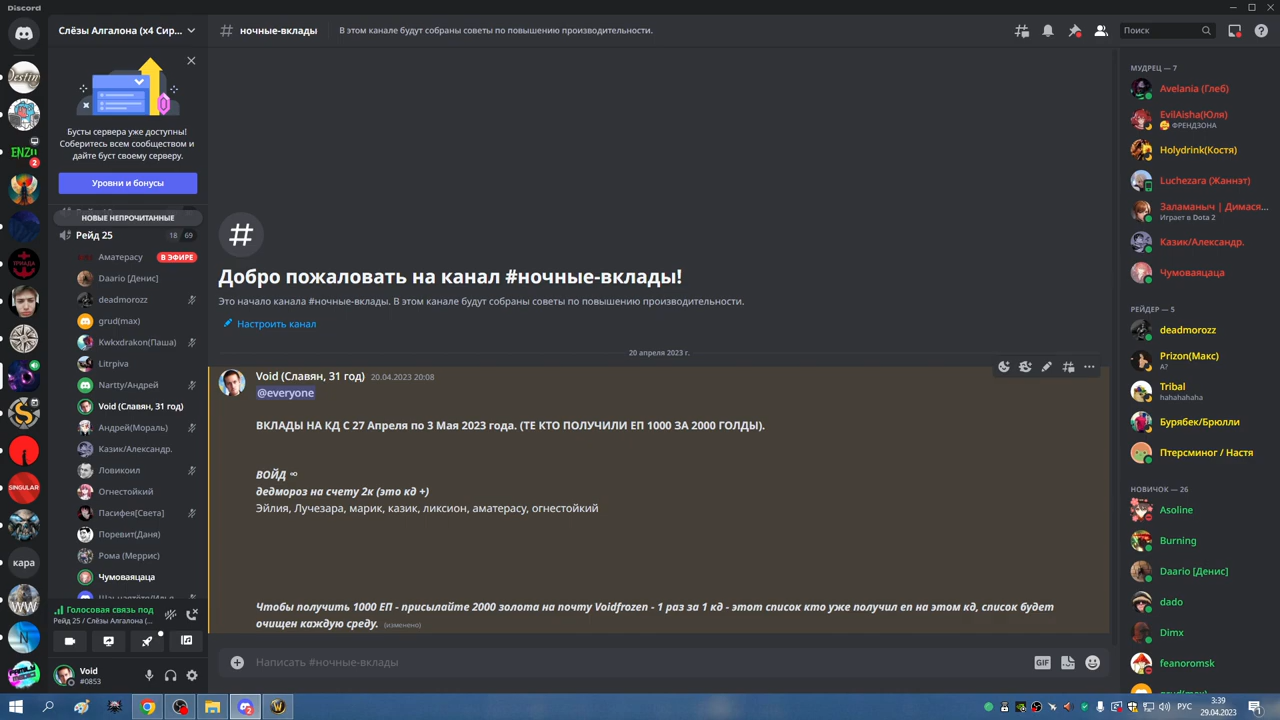 Discord
Слёзы Алгалона (x4 Сир...
ночные-вклады
В этом канале будут собраны советы по повышению производительности.
Поиск
Бусты сервера уже доступны!
Соберитесь всем сообществом и
дайте буст своему серверу.
Уровни и бонусы
НОВЫЕ НЕПРОЧИТАННЫЕ
Рейд 25
18 69
Аматерасу
В ЭФИРЕ
Daario [Денис]
deadmorozz
grud(max)
Kwkxdrakon(Паша)
Litrpiva
Nartty/Андрей
Void (Славян, 31 год)
Андрей(Мораль)
Казик/Александр.
Ловикоил
Огнестойкий
Пасифея[Света]
Поревит(Даня)
Рома (Меррис)
Чумоваяцаца
Голосовая связь под
Рейд 25 / Слёзы Алгалона (...
Void
#0853
ENZO
2
ПРИАДА
SINGULAR
кара
WW
Добро пожаловать на канал #ночные-вклады!
Это начало канала #ночные-вклады. В этом канале будут собраны советы по повышению производительности.
Настроить канал
20 апреля 2023 г.
Void (Славян, 31 год) 20.04.2023 20:08
@everyone
ВКЛАДЫ НА КД С 27 Апреля по 3 Мая 2023 года. (ТЕ КТО ПОЛУЧИЛИ ЕП 1000 ЗА 2000 ГОЛДЫ).
ВОЙД ∞
дедмороз на счету 2к (это кд +)
Эйлия, Лучезара, марик, казик, ликсион, аматерасу, огнестойкий
Чтобы получить 1000 ЕП - присылайте 2000 золота на почту Voidfrozen - 1 раз за 1 кд - этот список кто уже получил еп на этом кд, список будет
очищен каждую среду. (изменено)
Написать #ночные-вклады
GIF
МУДРЕЦ — 7
Avelania (Глеб)
EvilAisha(Юля)
ФРЕНДЗОНА
Holydrink(Костя)
Luchezara (Жаннэт)
Заламаныч | Димася...
Играет в Dota 2
Казик/Александр.
Чумоваяцаца
РЕЙДЕР — 5
deadmorozz
Prizon(Макс)
А?
Tribal
hahahahaha
Бурябек/Брюлли
Птерсминог / Настя
НОВИЧОК — 26
Asoline
Burning
Daario [Денис]
dado
Dimx
feanoromsk
РУС
3:39
29.04.2023